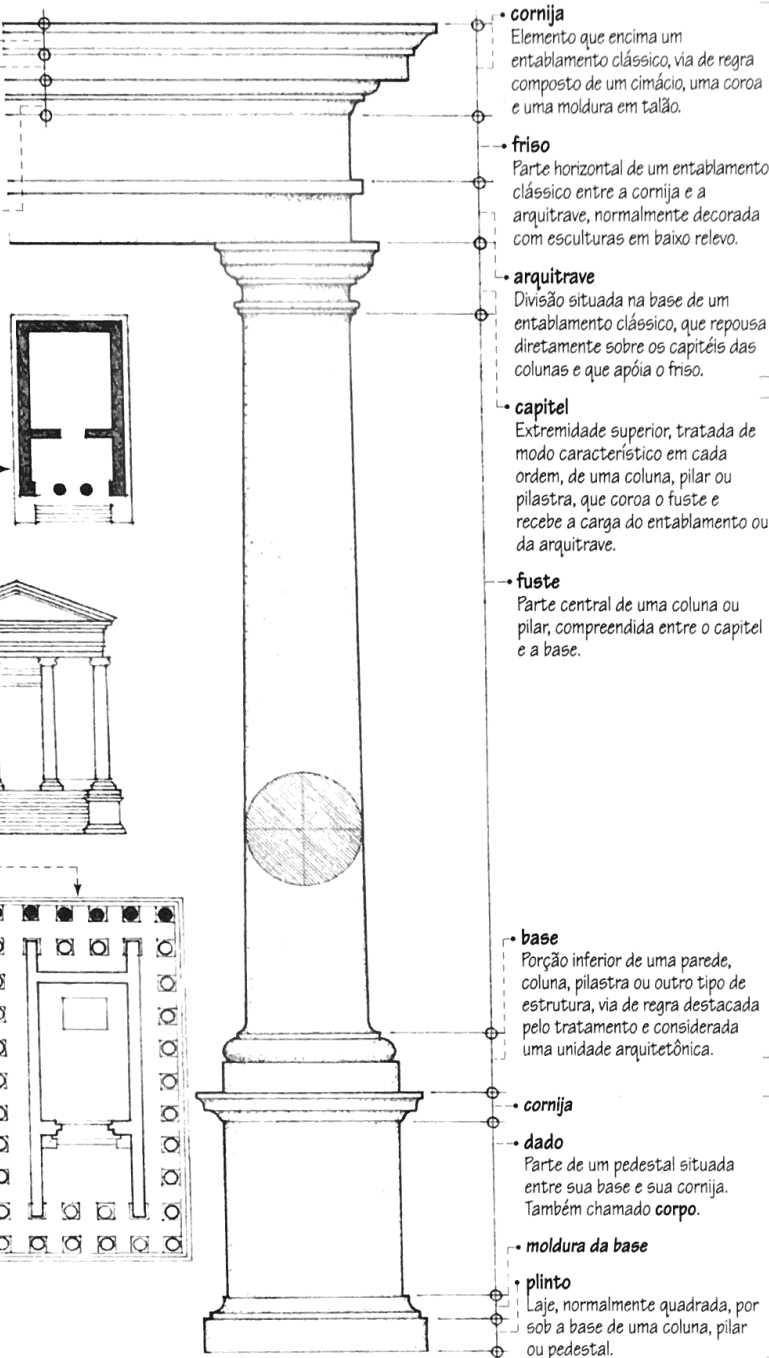 cornija
Elemento que encima um
entablamento clássico, via de regra
composto de um cimácio, uma coroa
e uma moldura em talão.
friso
Parte horizontal de um entablamento
clássico entre a cornija e a
arquitrave, normalmente decorada
com esculturas em baixo relevo.
arquitrave
Divisão situada na base de um
entablamento clássico, que repousa
diretamente sobre os capitéis das
colunas e que apóia o friso.
capitel
Extremidade superior, tratada de
modo característico em cada
ordem, de uma coluna, pilar ou
pilastra, que coroa o fuste e
recebe a carga do entablamento ou
da arquitrave.
fuste
Parte central de uma coluna ou
pilar, compreendida entre o capitel
e a base.
base
Porção inferior de uma parede,
coluna, pilastra ou outro tipo de
estrutura, via de regra destacada
pelo tratamento e considerada
uma unidade arquitetônica.
cornija
dado
Parte de um pedestal situada
entre sua base e sua cornija.
Também chamado corpo.
moldura da base
plinto
Laje, normalmente quadrada, por
sob a base de uma coluna, pilar
ou pedestal.